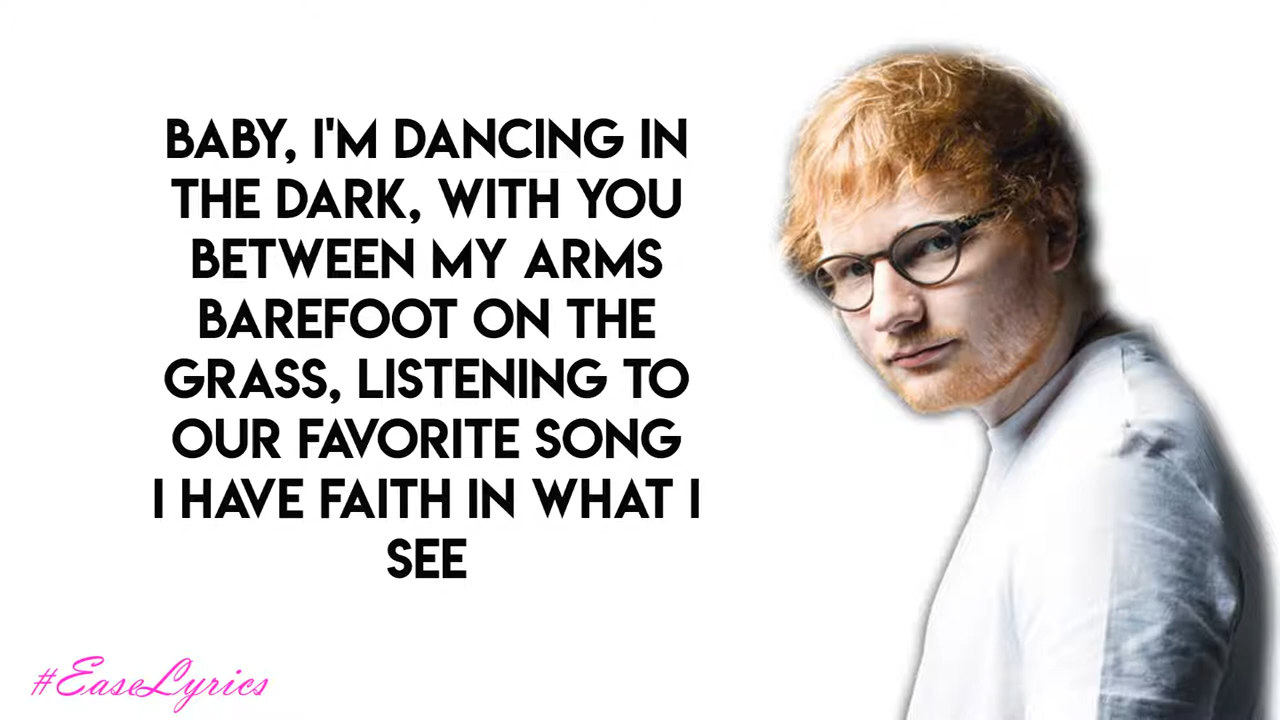 BABY, I'M DANCING IN
THE DARK, WITH YOU
BETWEEN MY ARMS
BAREFOOT ON THE
GRASS, LISTENING TO
OUR FAVORITE SONG
I HAVE FAITH IN WHAT I
SEE
#EaseLyrics